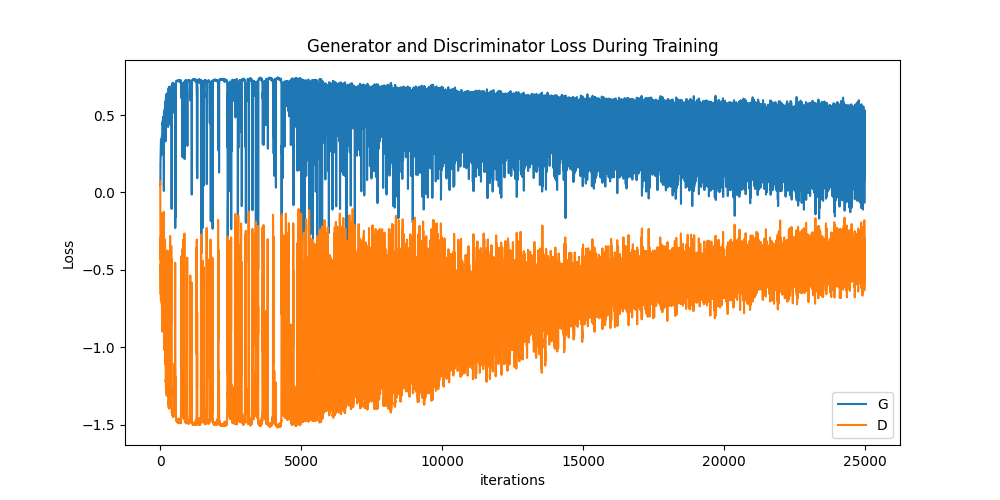 Generator and Discriminator Loss During Training
0.5
0.0
−0.5
−1.0
−1.5
Loss
0
5000
10000
15000
20000
25000
iterations
G
D